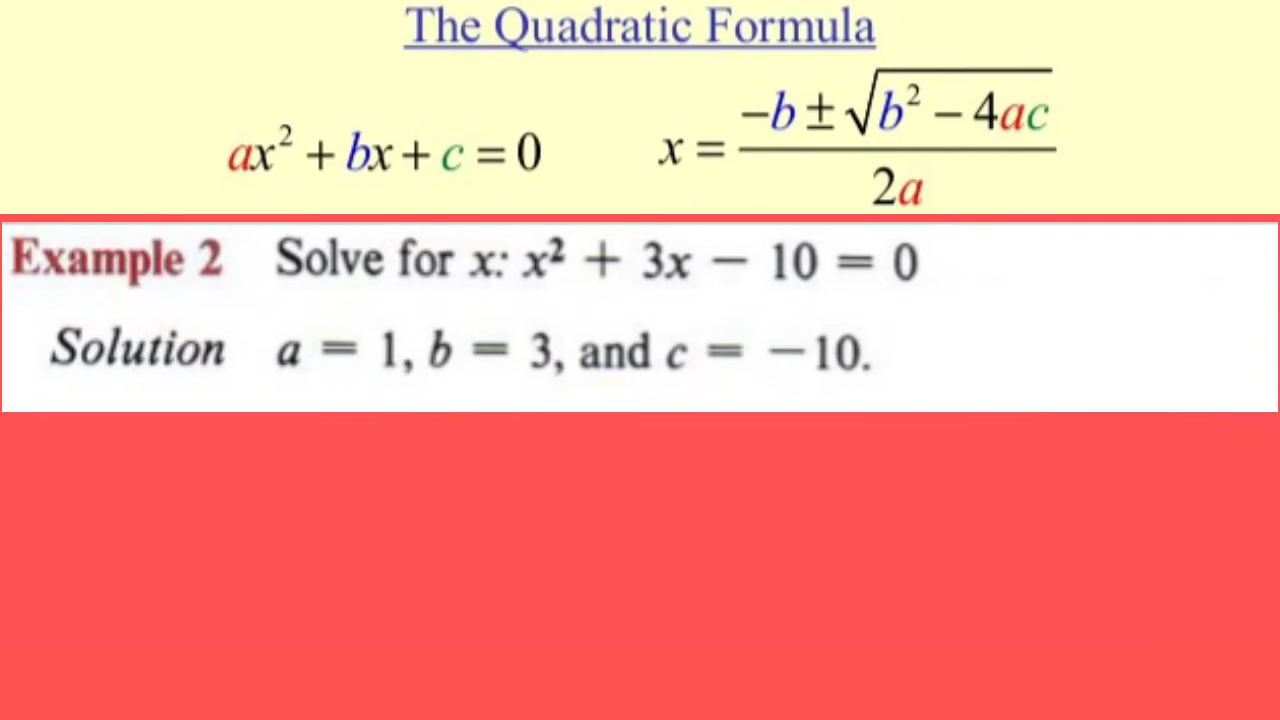 The Quadratic Formula
ax² + bx + c = 0
x = (−b ± √(b² − 4ac)) / 2a
Example 2 Solve for x: x² + 3x − 10 = 0
Solution a = 1, b = 3, and c = −10.